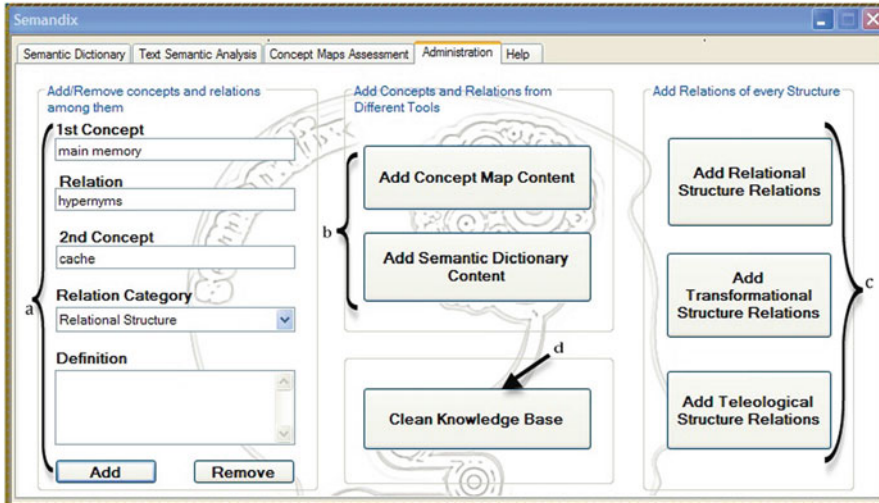 Semandix
Semantic Dictionary Text Semantic Analysis Concept Maps Assessment Administration Help
Add/Remove concepts and relations
among them
1st Concept
main memory
Relation
hypernyms
2nd Concept
cache
a
Relation Category
Relational Structure
Definition
Add Remove
Add Concepts and Relations from
Different Tools
Add Concept Map Content
b
Add Semantic Dictionary
Content
d
Clean Knowledge Base
Add Relations of every Structure
Add Relational
Structure Relations
c
Add
Transformational
Structure Relations
Add Teleological
Structure Relations